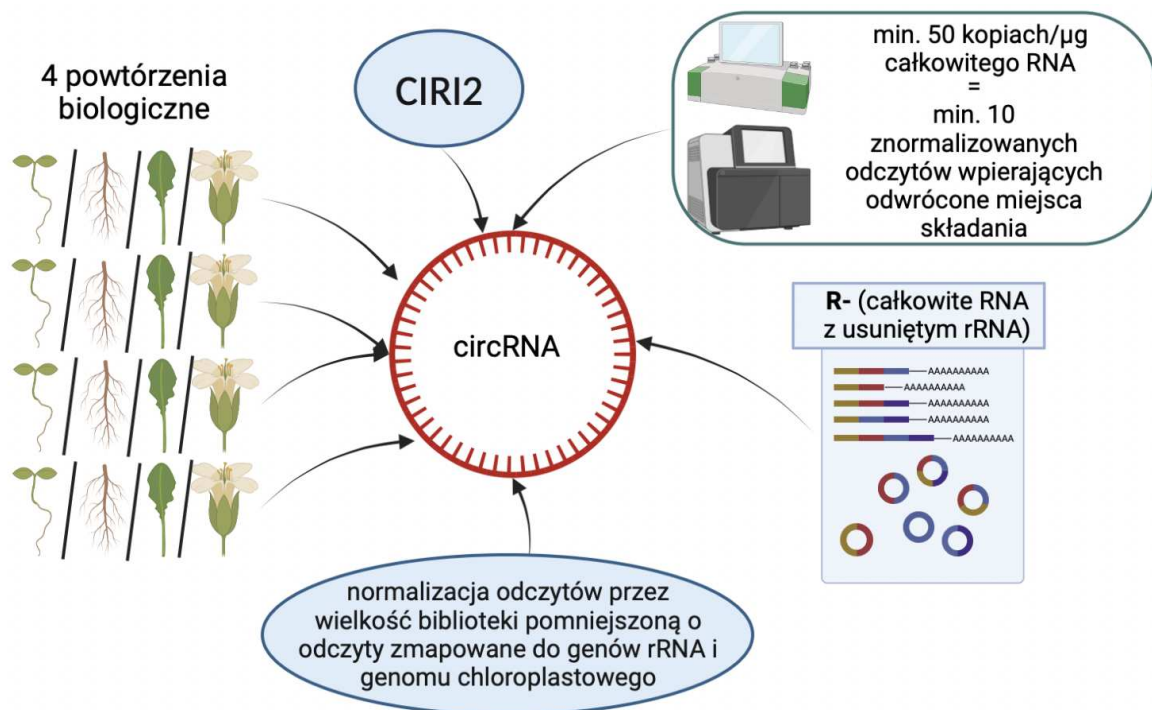 4 powtórzenia
biologiczne
CIRI2
min. 50 kopiach/µg
całkowitego RNA
=
min. 10
znormalizowanych
odczytów wpierających
odwrócone miejsca
składania
circRNA
R- (całkowite RNA
z usuniętym rRNA)
AAAAAAAAAA
AAAAAAAAAA
AAAAAAAAAA
AAAAAAAAAA
AAAAAAAAAA
normalizacja odczytów przez
wielkość biblioteki pomniejszoną o
odczyty zmapowane do genów rRNA i
genomu chloroplastowego